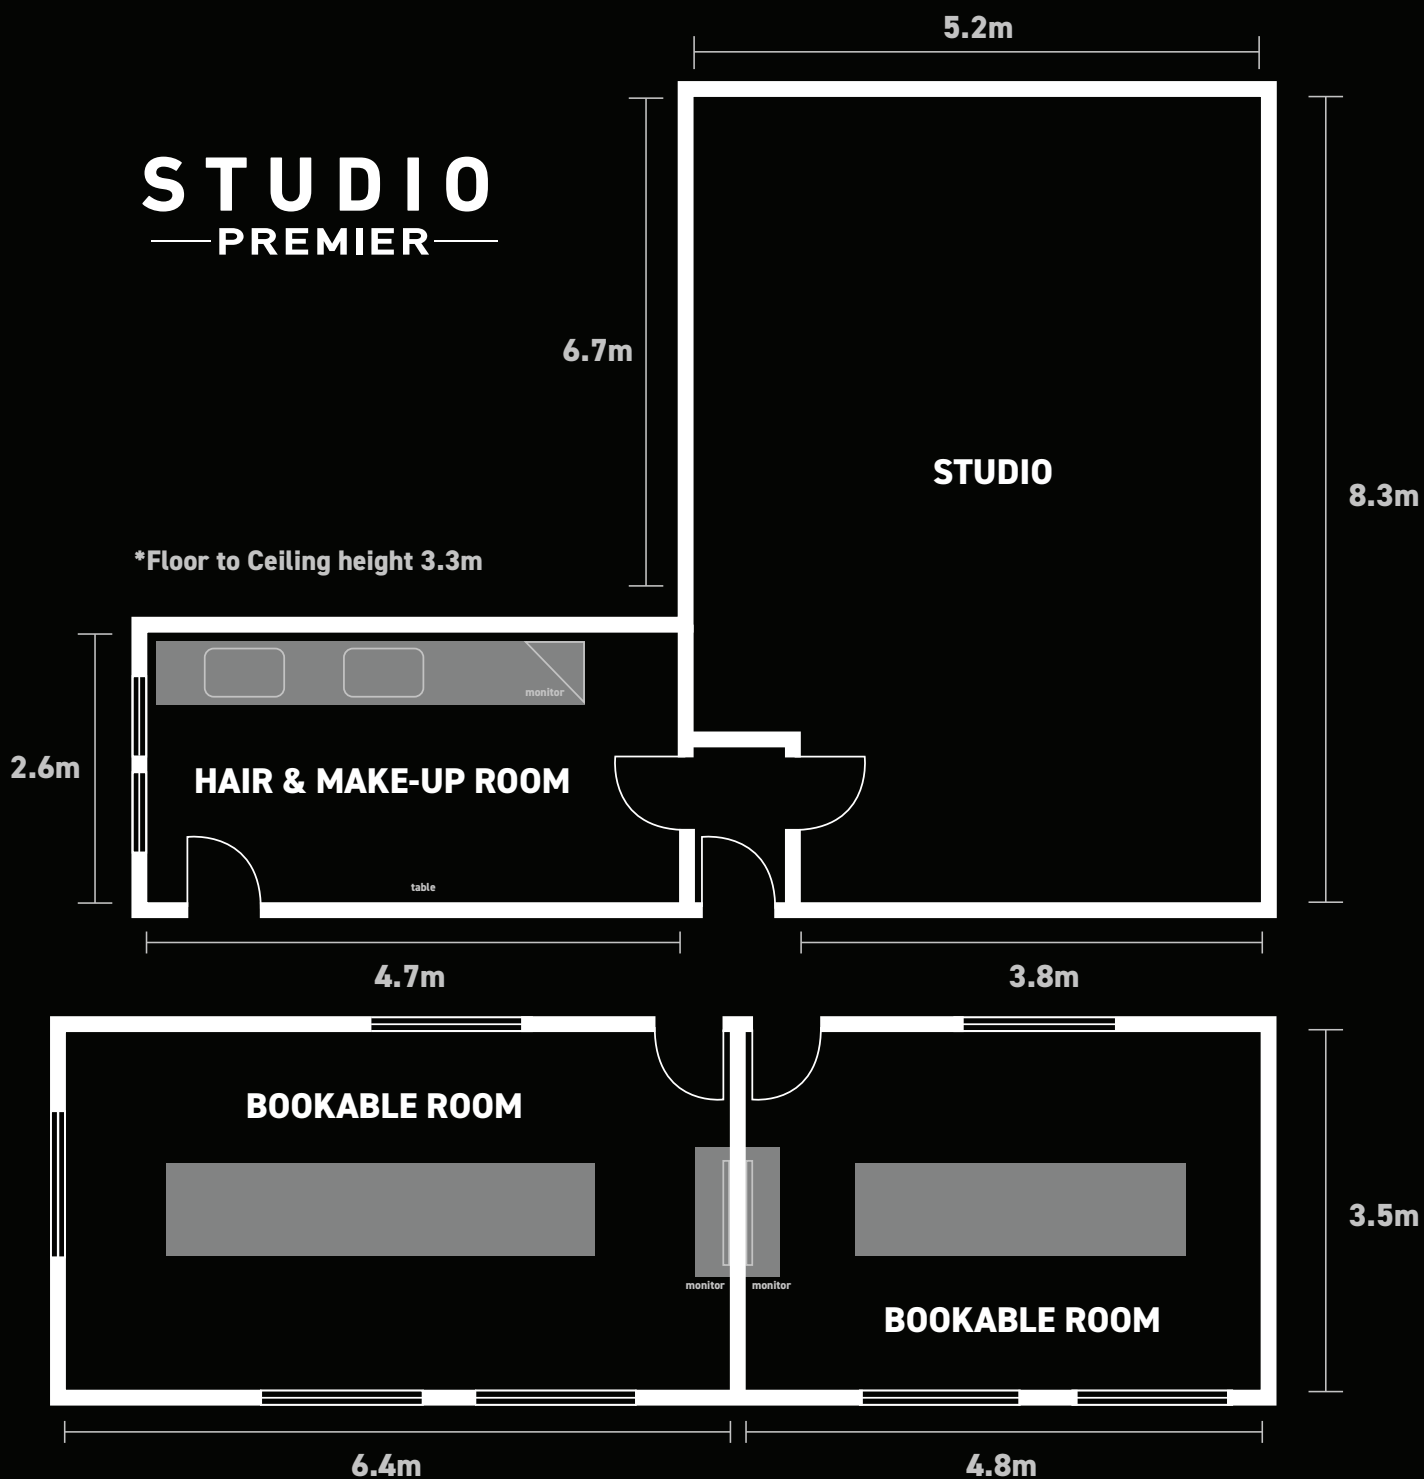 5.2m
STUDIO
PREMIER
6.7m
STUDIO
8.3m
*Floor to Ceiling height 3.3m
monitor
2.6m
HAIR & MAKE-UP ROOM
table
4.7m
3.8m
BOOKABLE ROOM
3.5m
monitor
monitor
BOOKABLE ROOM
6.4m
4.8m